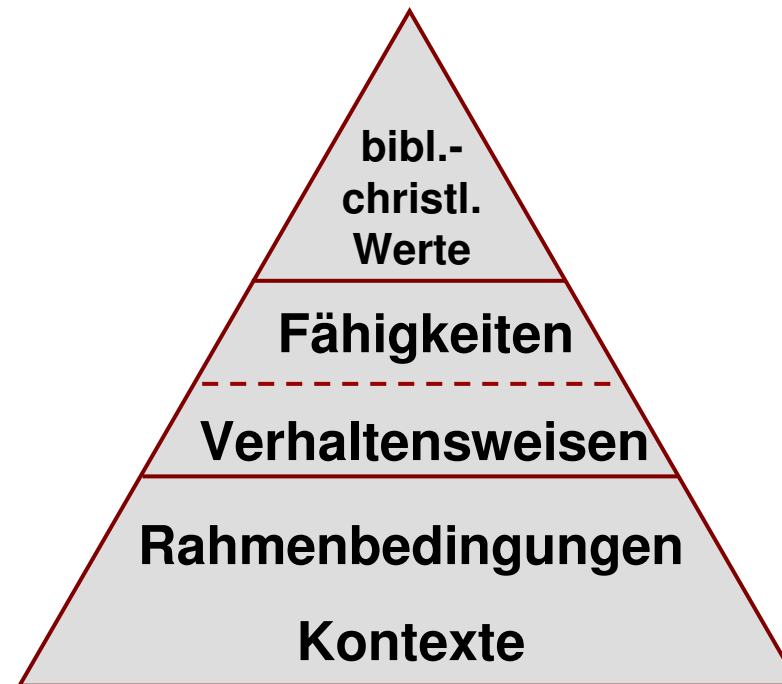 bibl.-
christl.
Werte
Fähigkeiten
Verhaltensweisen
Rahmenbedingungen
Kontexte